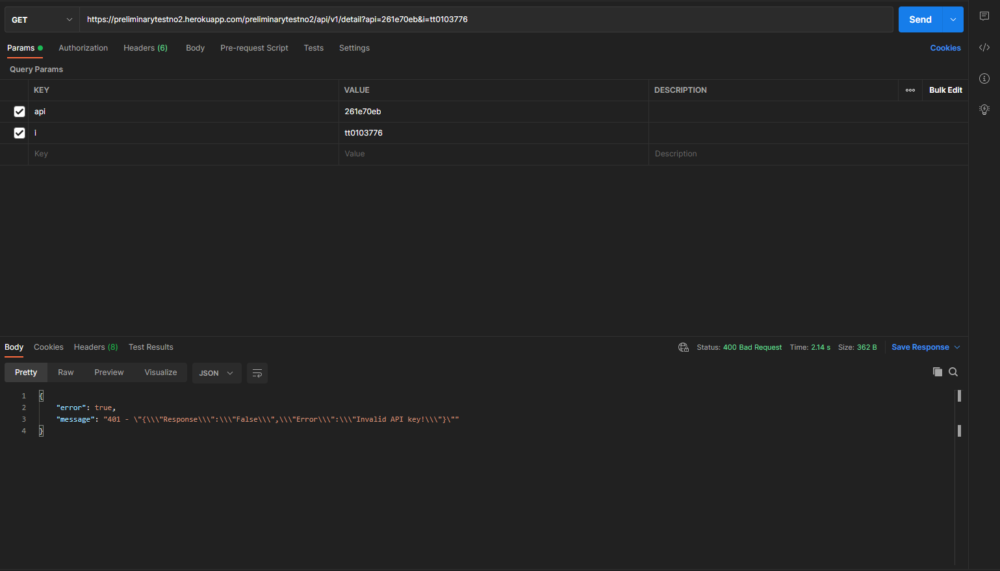 GET
https://preliminarytestno2.herokuapp.com/preliminarytestno2/api/v1/detail?api=261e70eb&i=tt0103776
Send
Params Authorization Headers (6) Body Pre-request Script Tests Settings Cookies
Query Params
KEY VALUE DESCRIPTION ooo Bulk Edit
api 261e70eb
i tt0103776
Key Value Description
Body Cookies Headers (8) Test Results Status: 400 Bad Request Time: 2.14 s Size: 362 B Save Response
Pretty Raw Preview Visualize JSON
1 {
2 "error": true,
3 "message": "401 - \"{\\\"Response\\\":\\\"False\\\",\\\"Error\\\":\\\"Invalid API key!\\\"}\""
4 }